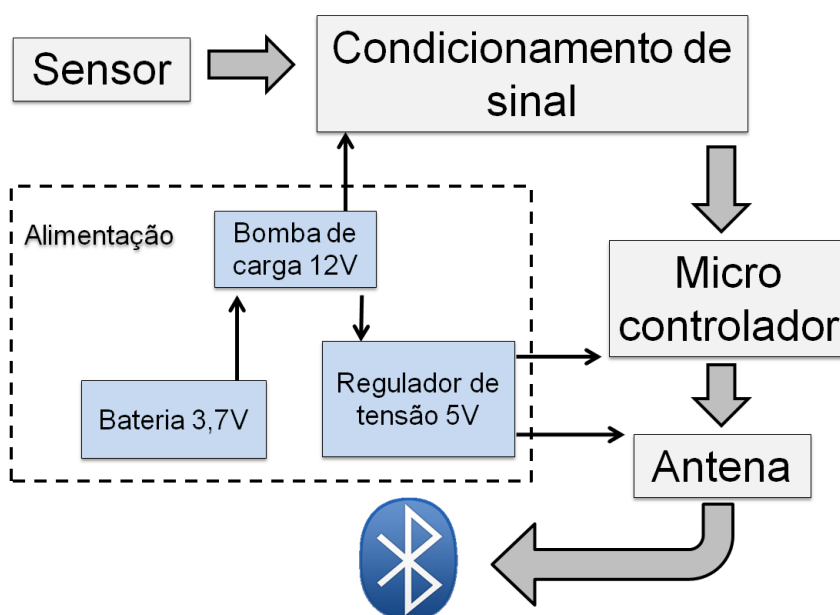 Sensor
Condicionamento de
sinal
Alimentação
Bomba de
carga 12V
Micro
controlador
Bateria 3,7V
Regulador de
tensão 5V
Antena